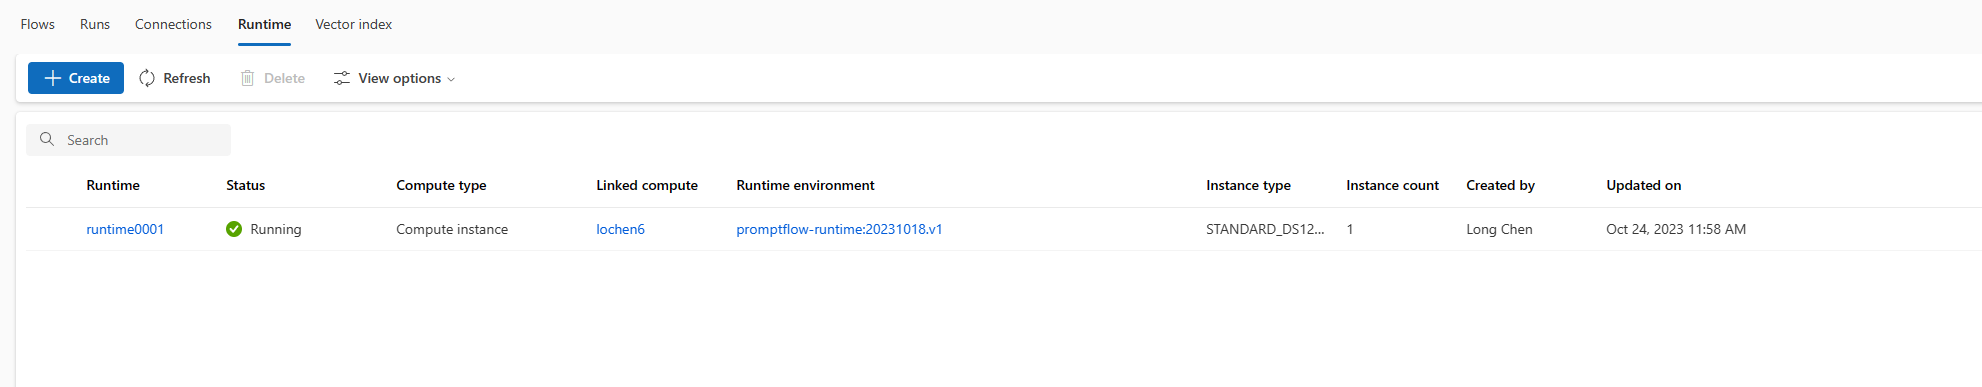 Flows Runs Connections Runtime Vector index
Create Refresh Delete View options
Search
Runtime Status Compute type Linked compute Runtime environment Instance type Instance count Created by Updated on
runtime0001 Running Compute instance lochen6 promptflow-runtime:20231018.v1 STANDARD_DS12... 1 Long Chen Oct 24, 2023 11:58 AM